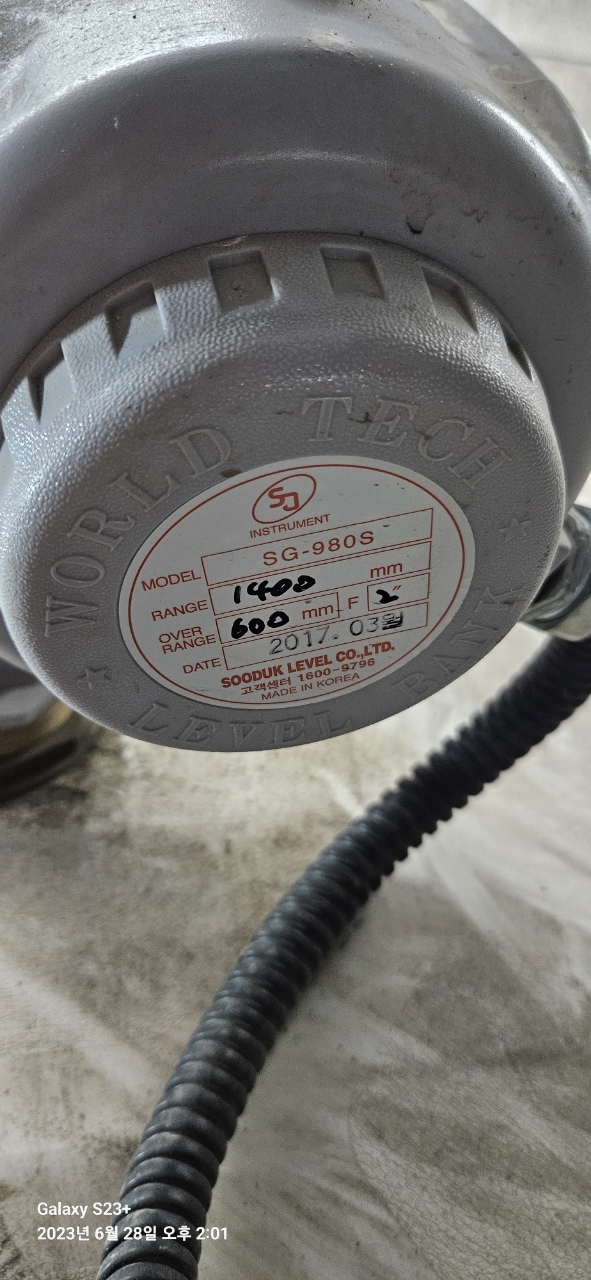 WORLD TECH
SJ
INSTRUMENT
MODEL SG-980S
RANGE 1400 mm
OVER RANGE 600 mm F 2"
DATE 2017. 03월
SOODUK LEVEL CO.,LTD.
고객센터 1600-9796
MADE IN KOREA
LEVEL BANK
Galaxy S23+
2023년 6월 28일 오후 2:01